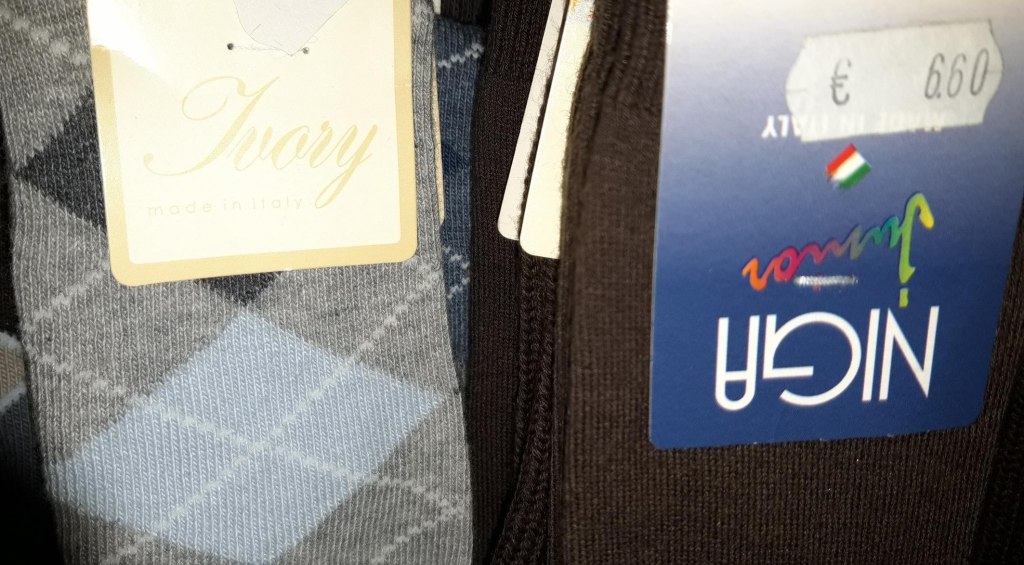 Ivory
made in italy
€ 6.60
NIGA
Junior
MADE IN ITALY